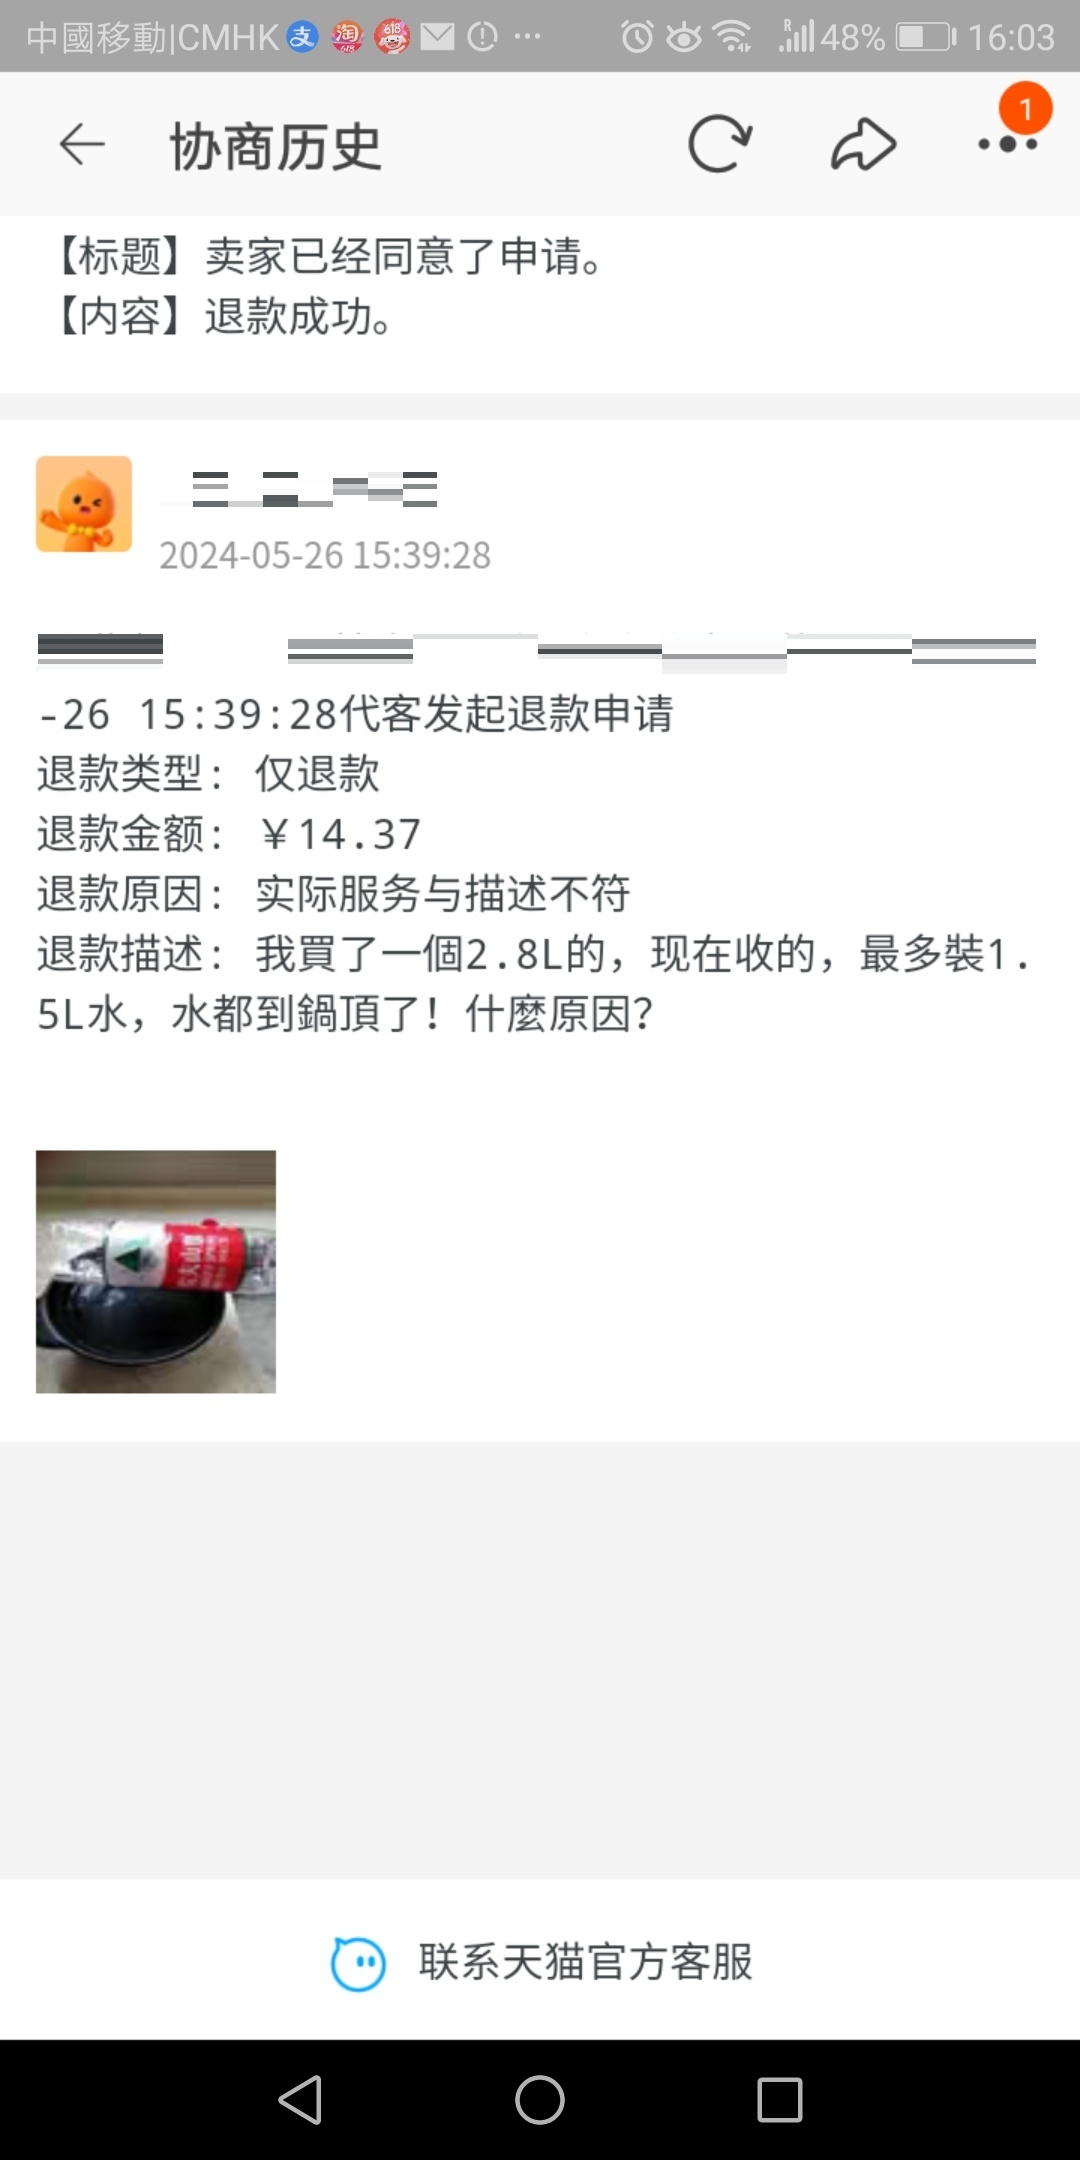 中國移動|CMHK 48% 16:03
协商历史
1
【标题】卖家已经同意了申请。
【内容】退款成功。
2024-05-26 15:39:28
-26 15:39:28代客发起退款申请
退款类型： 仅退款
退款金额： ￥14.37
退款原因： 实际服务与描述不符
退款描述： 我買了一個2.8L的，现在收的，最多裝1.
5L水，水都到鍋頂了！什麼原因？
联系天猫官方客服